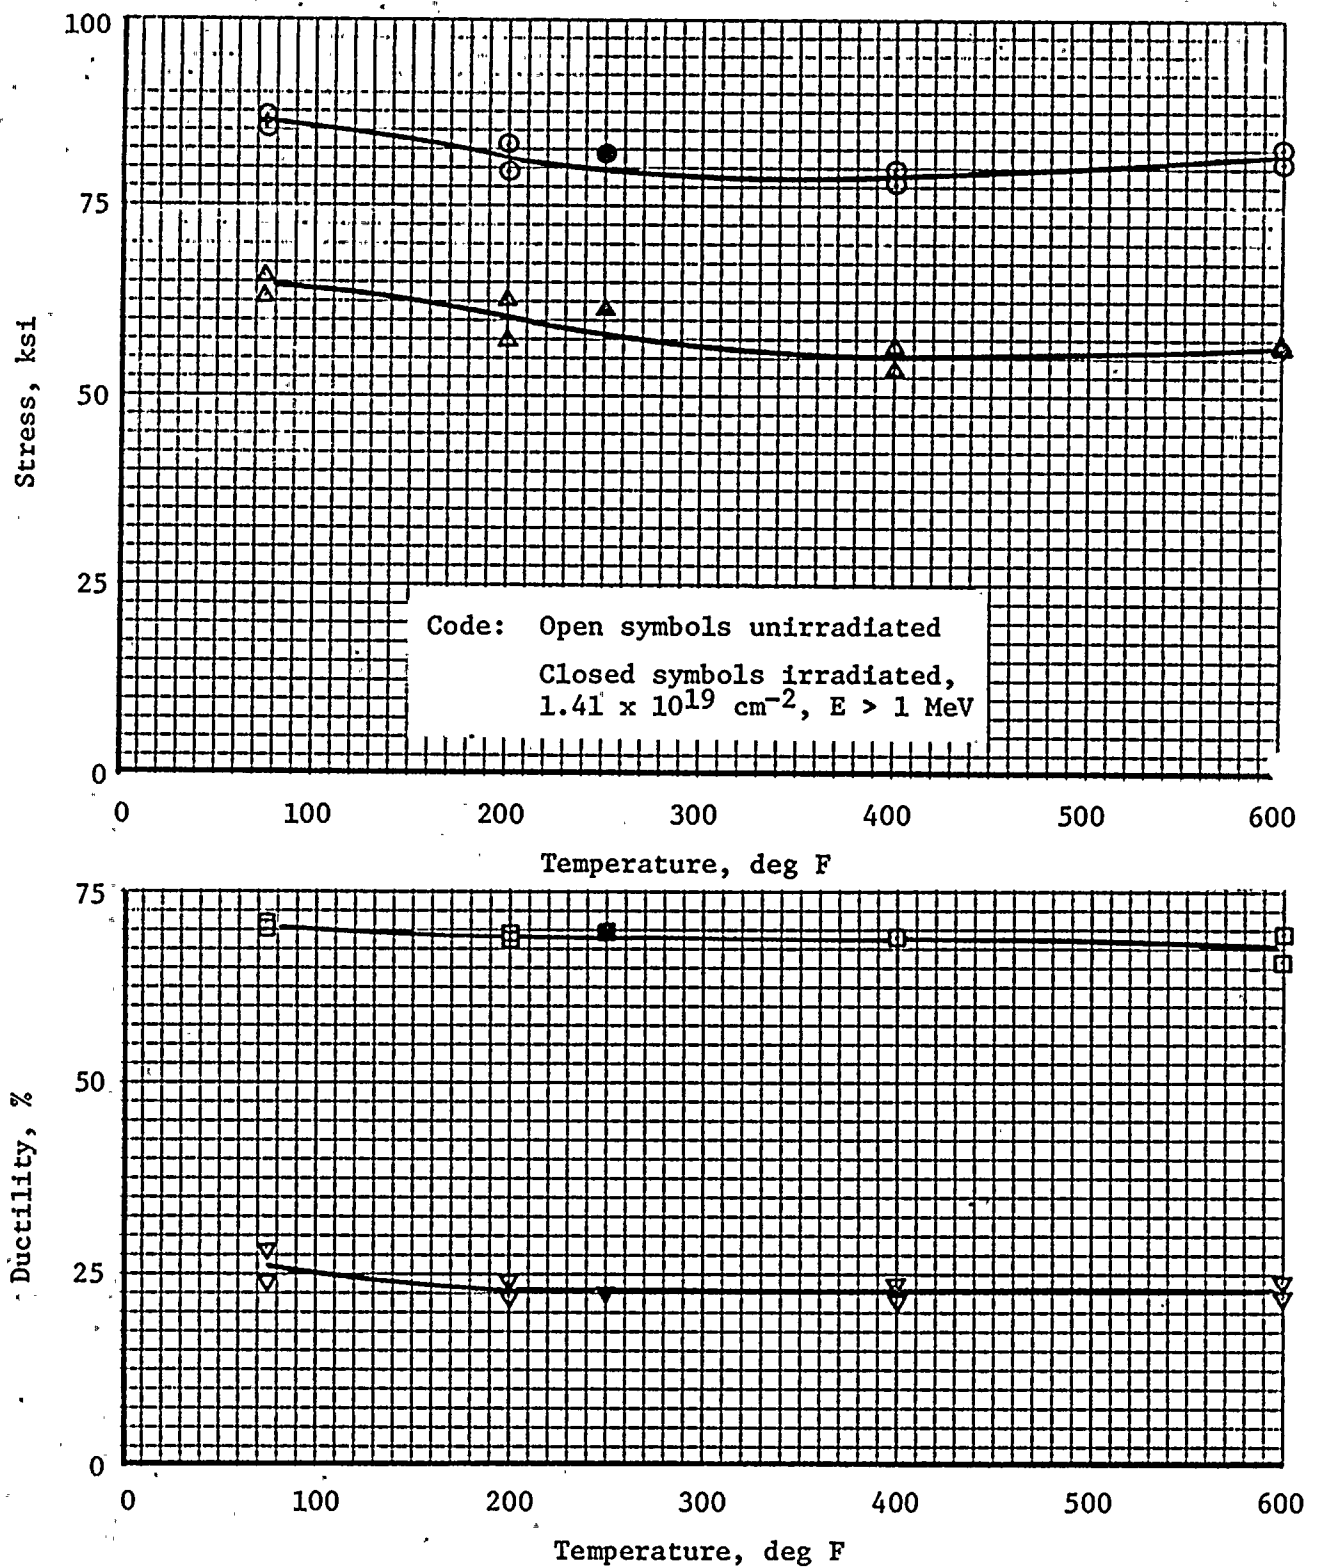 100
75
50
25
0
Stress, ksi
Code: Open symbols unirradiated
Closed symbols irradiated,
1.41 x 10^19 cm^-2, E > 1 MeV
0 100 200 300 400 500 600
Temperature, deg F
75
50
25
0
Ductility, %
0 100 200 300 400 500 600
Temperature, deg F